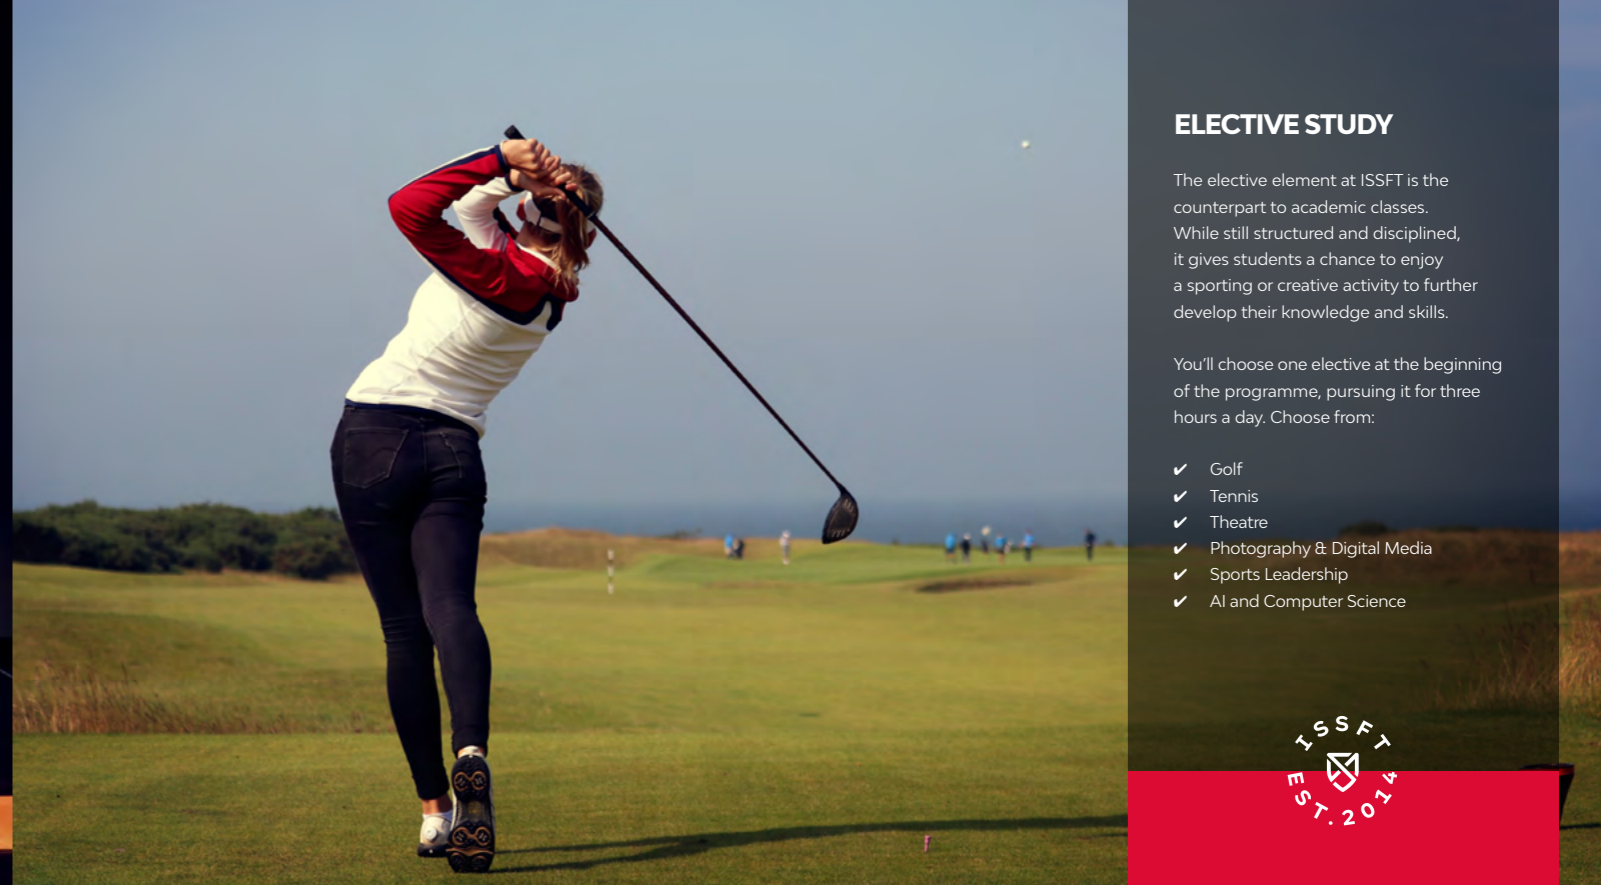 ELECTIVE STUDY
The elective element at ISSFT is the
counterpart to academic classes.
While still structured and disciplined,
it gives students a chance to enjoy
a sporting or creative activity to further
develop their knowledge and skills.
You'll choose one elective at the beginning
of the programme, pursuing it for three
hours a day. Choose from:
✔ Golf
✔ Tennis
✔ Theatre
✔ Photography & Digital Media
✔ Sports Leadership
✔ AI and Computer Science
ISSFT
EST. 2014